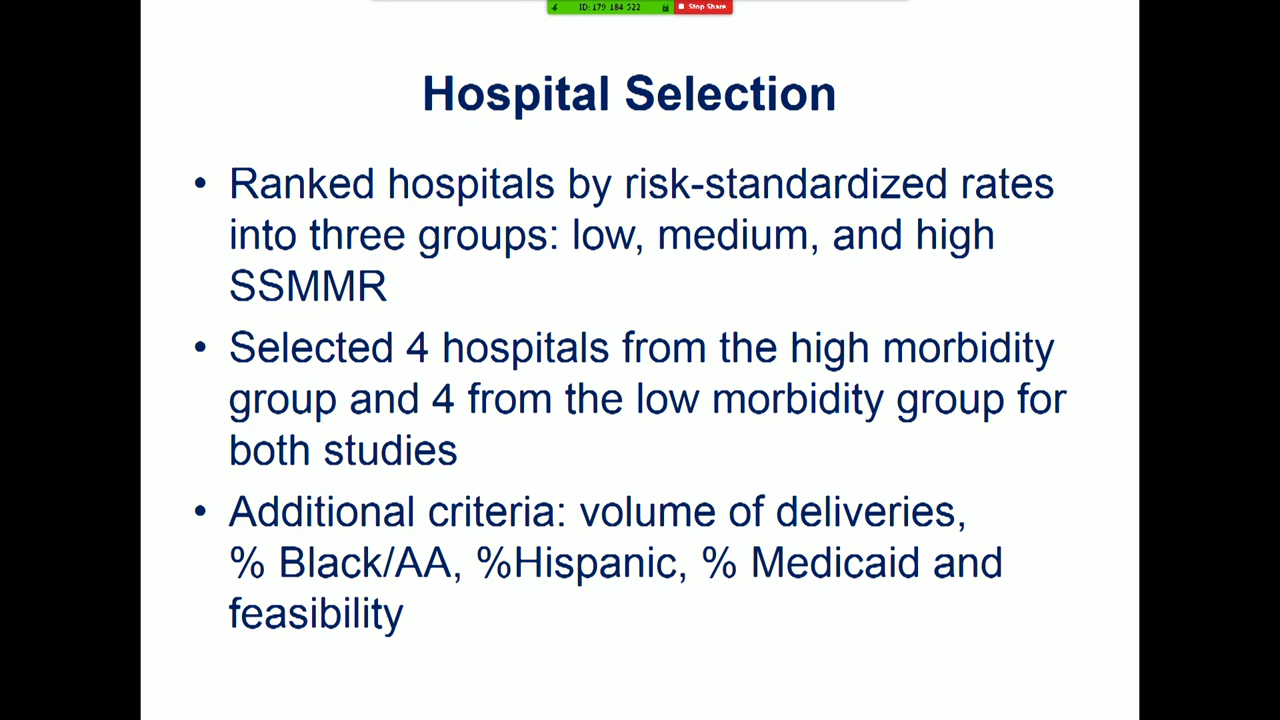 ID: 179-184-522 Stop Share
Hospital Selection
• Ranked hospitals by risk-standardized rates
into three groups: low, medium, and high
SSMMR
• Selected 4 hospitals from the high morbidity
group and 4 from the low morbidity group for
both studies
• Additional criteria: volume of deliveries,
% Black/AA, %Hispanic, % Medicaid and
feasibility